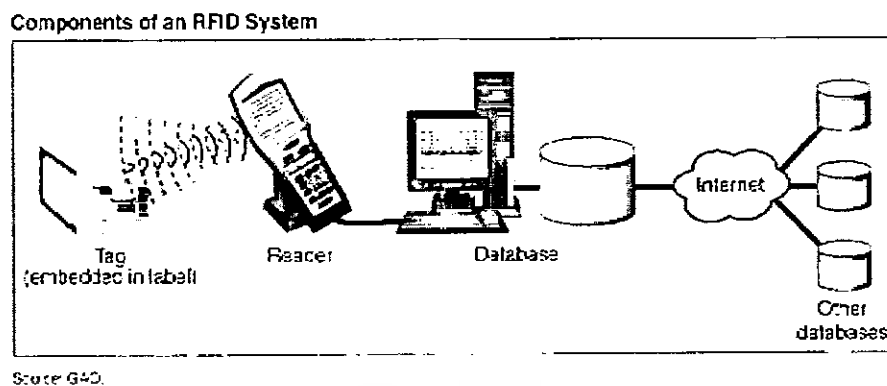 Components of an RFID System
Internet
Tag
(embedded in label)
Reader
Database
Other
databases
Source: GAO.